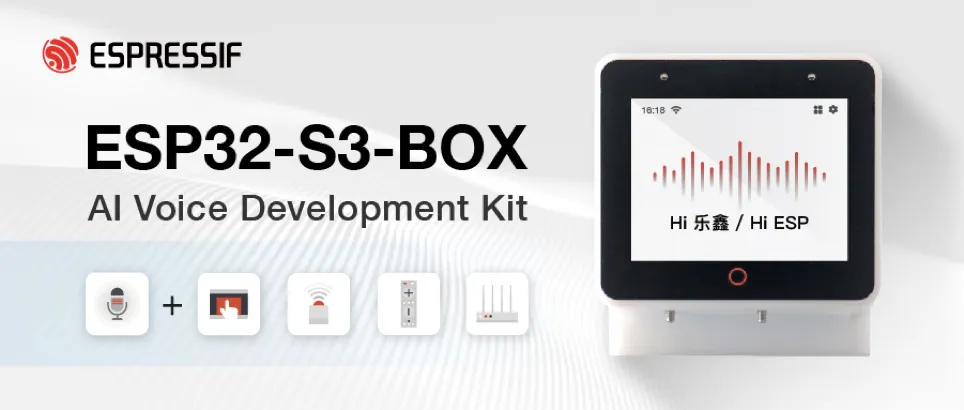 ESPRESSIF
ESP32-S3-BOX
AI Voice Development Kit
16:18
Hi 乐鑫 / Hi ESP